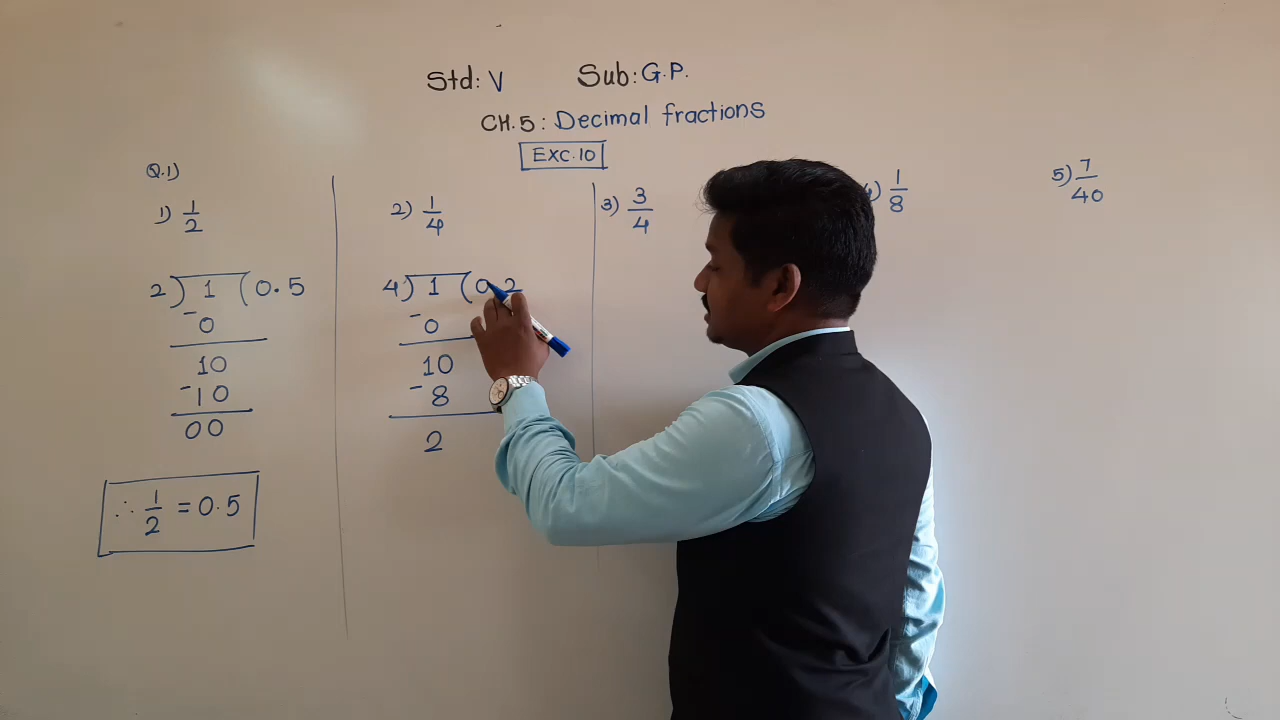 Std: V Sub: G.P.
CH.5: Decimal fractions
EXC.10
Q.1)
1) 1/2
2) 1/4
3) 3/4
4) 1/8
5) 7/40
2) 1 (0.5
- 0
10
- 10
00
∴ 1/2 = 0.5
4) 1 (0.2
- 0
10
- 8
2